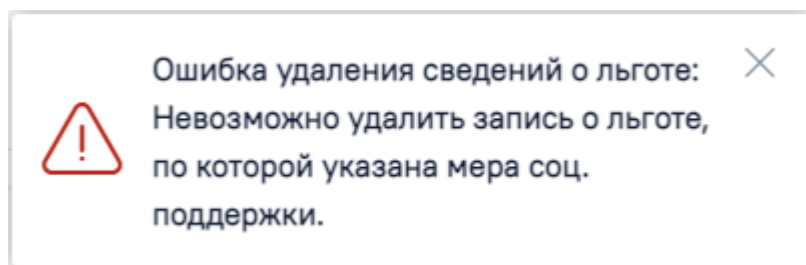 Ошибка удаления сведений о льготе:
Невозможно удалить запись о льготе,
по которой указана мера соц.
поддержки.